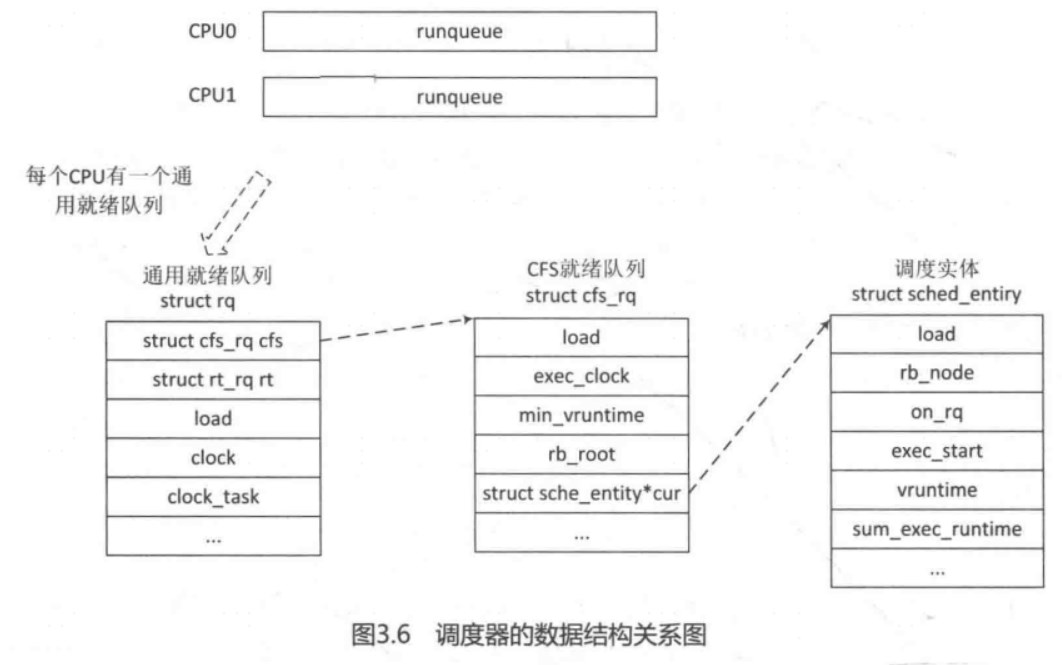 CPU0
runqueue
CPU1
runqueue
每个CPU有一个通
用就绪队列
通用就绪队列
struct rq
struct cfs_rq cfs
struct rt_rq rt
load
clock
clock_task
...
CFS就绪队列
struct cfs_rq
load
exec_clock
min_vruntime
rb_root
struct sche_entity*cur
...
调度实体
struct sched_entiry
load
rb_node
on_rq
exec_start
vruntime
sum_exec_runtime
...
图3.6 调度器的数据结构关系图